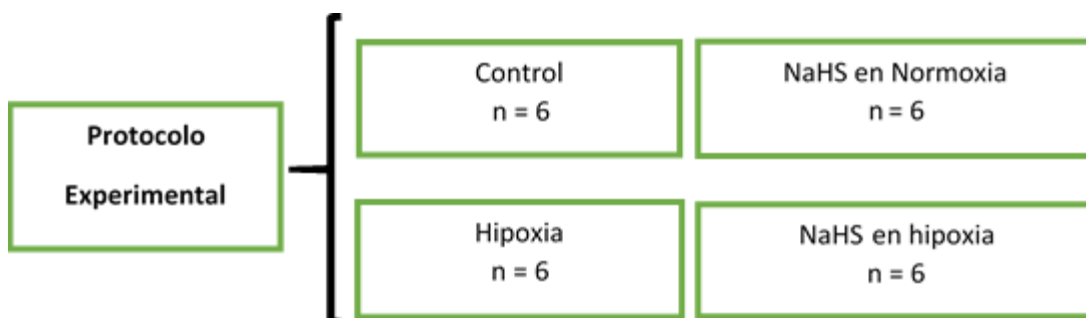 Protocolo
Experimental
Control
n = 6
NaHS en Normoxia
n = 6
Hipoxia
n = 6
NaHS en hipoxia
n = 6